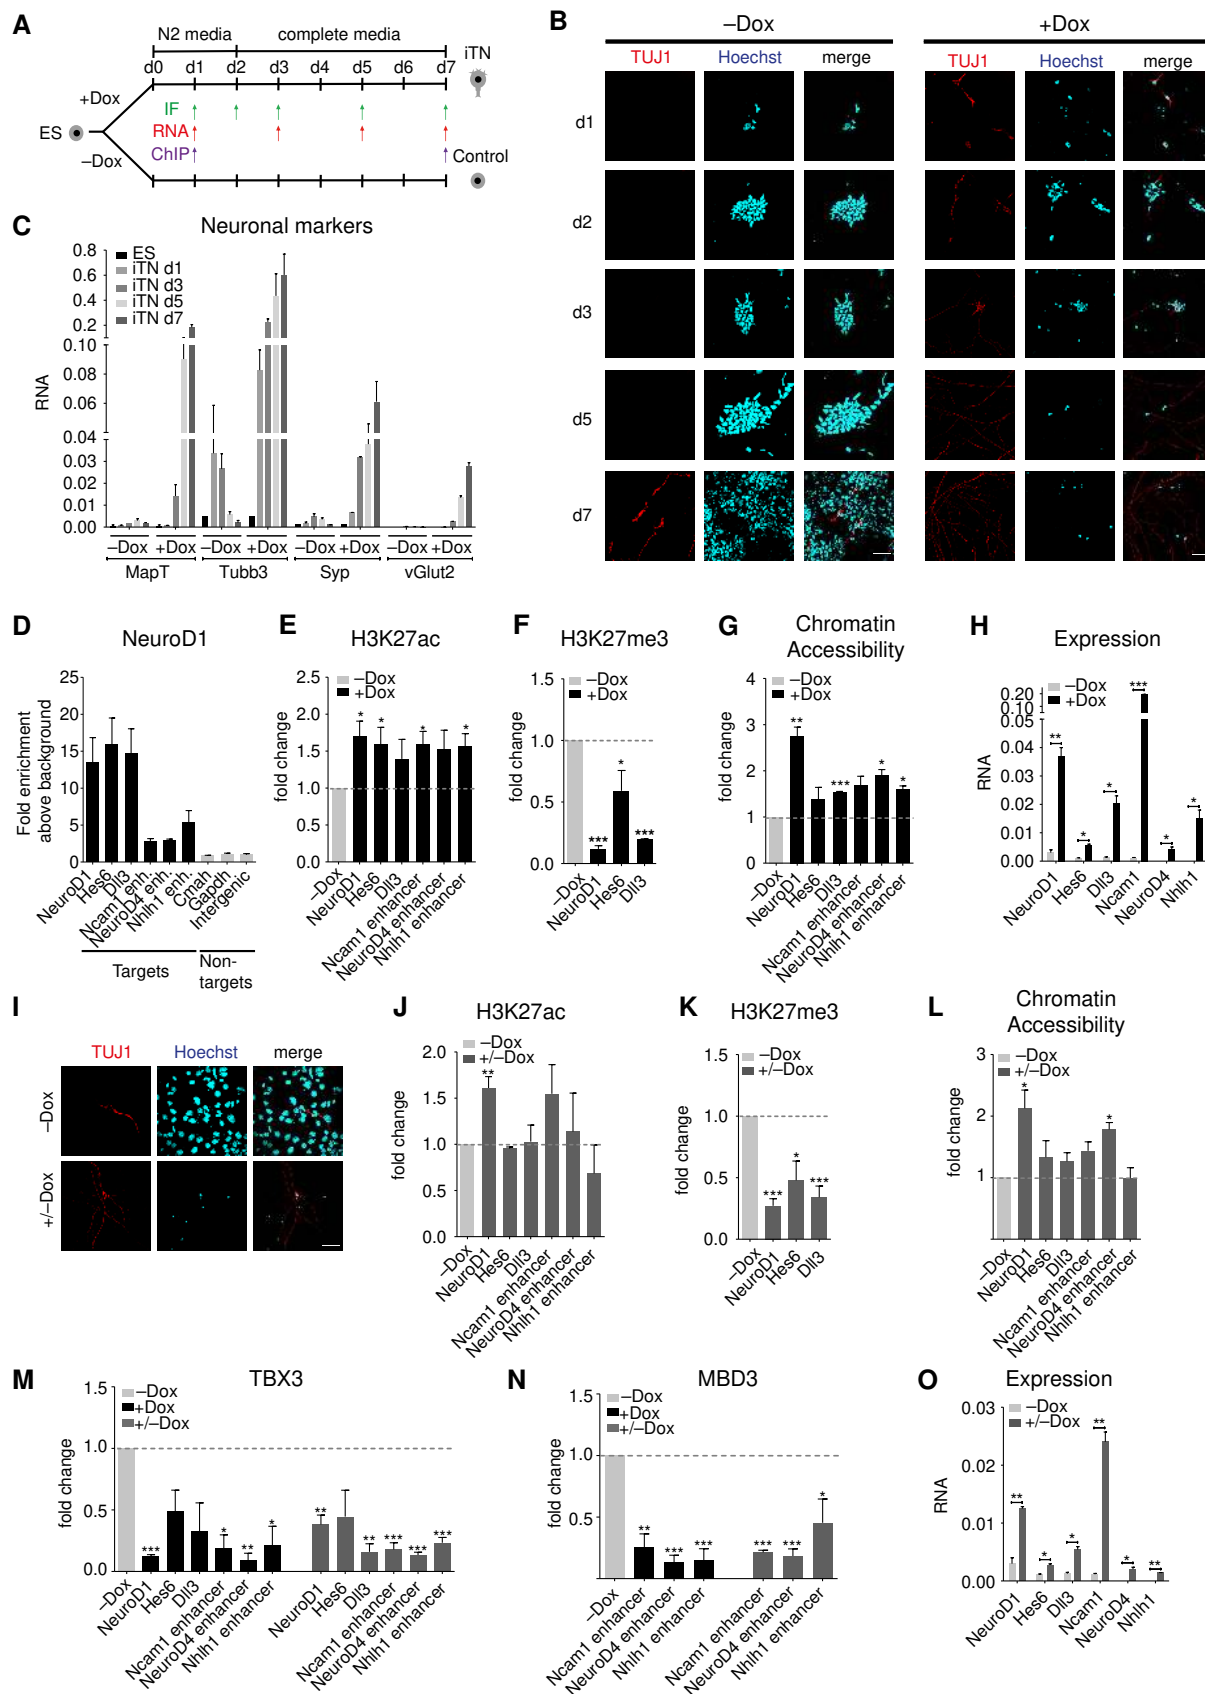 A
N2 media
complete media
iTN
d0 d1 d2 d3 d4 d5 d6 d7
+Dox
IF
ES
RNA
–Dox
ChIP
Control
B
–Dox
+Dox
TUJ1 Hoechst merge
TUJ1 Hoechst merge
d1
d2
d3
d5
d7
C
Neuronal markers
ES
iTN d1
iTN d3
iTN d5
iTN d7
RNA
0.8
0.6
0.4
0.2
0.10
0.08
0.06
0.04
0.03
0.02
0.01
0.00
–Dox +Dox –Dox +Dox –Dox +Dox –Dox +Dox
MapT Tubb3 Syp vGlut2
D
NeuroD1
Fold enrichment
above background
25
20
15
10
5
0
NeuroD1
Hes6
Dll3
Ncam1 enh.
NeuroD4 enh.
Nhlh1 enh.
Cmah
Gapdh
Intergenic
Targets
Non-
targets
E
H3K27ac
–Dox
+Dox
fold change
2.5
2.0
1.5
1.0
0.5
0.0
* * * *
–Dox
NeuroD1
Hes6
Dll3
Ncam1 enhancer
NeuroD4 enhancer
Nhlh1 enhancer
F
H3K27me3
–Dox
+Dox
fold change
1.5
1.0
0.5
0.0
*** * ***
–Dox
NeuroD1
Hes6
Dll3
G
Chromatin
Accessibility
–Dox
+Dox
fold change
4
3
2
1
0
** *** * *
–Dox
NeuroD1
Hes6
Dll3
Ncam1 enhancer
NeuroD4 enhancer
Nhlh1 enhancer
H
Expression
–Dox
+Dox
RNA
0.20
0.10
0.05
0.04
0.03
0.02
0.01
0.00
** * * *** * *
NeuroD1
Hes6
Dll3
Ncam1
NeuroD4
Nhlh1
I
TUJ1 Hoechst merge
–Dox
+/–Dox
J
H3K27ac
–Dox
+/–Dox
fold change
2.0
1.5
1.0
0.5
0.0
**
–Dox
NeuroD1
Hes6
Dll3
Ncam1 enhancer
NeuroD4 enhancer
Nhlh1 enhancer
K
H3K27me3
–Dox
+/–Dox
fold change
1.5
1.0
0.5
0.0
*** * ***
–Dox
NeuroD1
Hes6
Dll3
L
Chromatin
Accessibility
–Dox
+/–Dox
fold change
3
2
1
0
* *
–Dox
NeuroD1
Hes6
Dll3
Ncam1 enhancer
NeuroD4 enhancer
Nhlh1 enhancer
M
TBX3
–Dox
+Dox
+/–Dox
fold change
1.5
1.0
0.5
0.0
*** * ** * ** ** *** *** ***
–Dox
NeuroD1
Hes6
Dll3
Ncam1 enhancer
NeuroD4 enhancer
Nhlh1 enhancer
NeuroD1
Hes6
Dll3
Ncam1 enhancer
NeuroD4 enhancer
Nhlh1 enhancer
N
MBD3
–Dox
+Dox
+/–Dox
fold change
1.5
1.0
0.5
** *** *** *** *** *
–Dox
Ncam1 enhancer
NeuroD4 enhancer
Nhlh1 enhancer
Ncam1 enhancer
NeuroD4 enhancer
Nhlh1 enhancer
O
Expression
–Dox
+/–Dox
RNA
0.03
0.02
0.01
0.00
** * * ** * **
NeuroD1
Hes6
Dll3
Ncam1
NeuroD4
Nhlh1